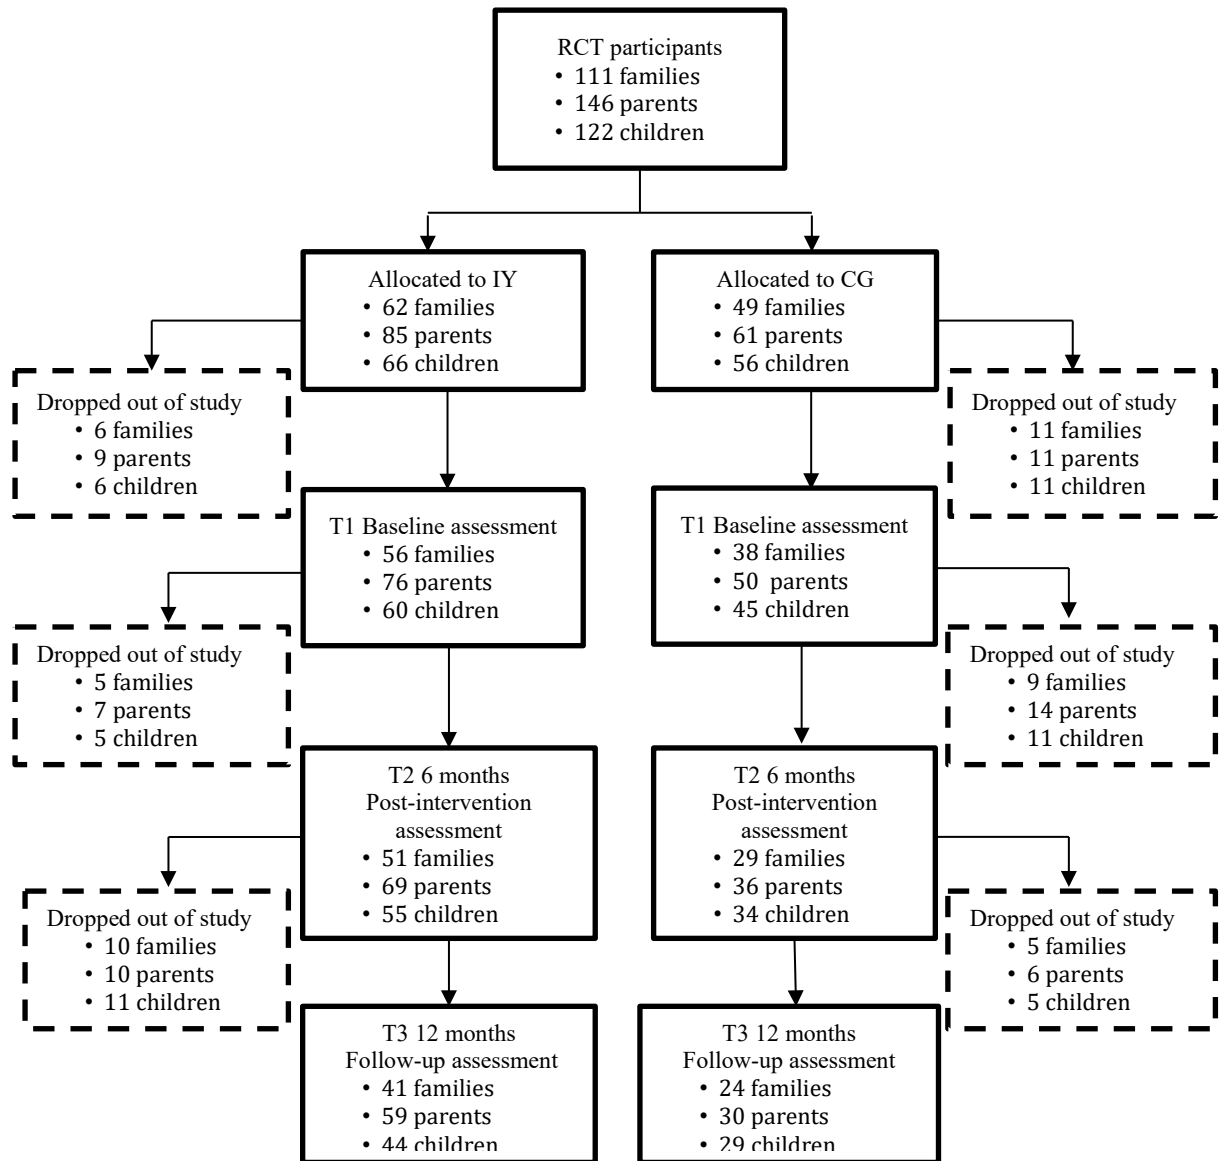 RCT participants
• 111 families
• 146 parents
• 122 children
Allocated to IY
• 62 families
• 85 parents
• 66 children
Allocated to CG
• 49 families
• 61 parents
• 56 children
Dropped out of study
• 6 families
• 9 parents
• 6 children
Dropped out of study
• 11 families
• 11 parents
• 11 children
T1 Baseline assessment
• 56 families
• 76 parents
• 60 children
T1 Baseline assessment
• 38 families
• 50 parents
• 45 children
Dropped out of study
• 5 families
• 7 parents
• 5 children
Dropped out of study
• 9 families
• 14 parents
• 11 children
T2 6 months
Post-intervention
assessment
• 51 families
• 69 parents
• 55 children
T2 6 months
Post-intervention
assessment
• 29 families
• 36 parents
• 34 children
Dropped out of study
• 10 families
• 10 parents
• 11 children
Dropped out of study
• 5 families
• 6 parents
• 5 children
T3 12 months
Follow-up assessment
• 41 families
• 59 parents
• 44 children
T3 12 months
Follow-up assessment
• 24 families
• 30 parents
• 29 children